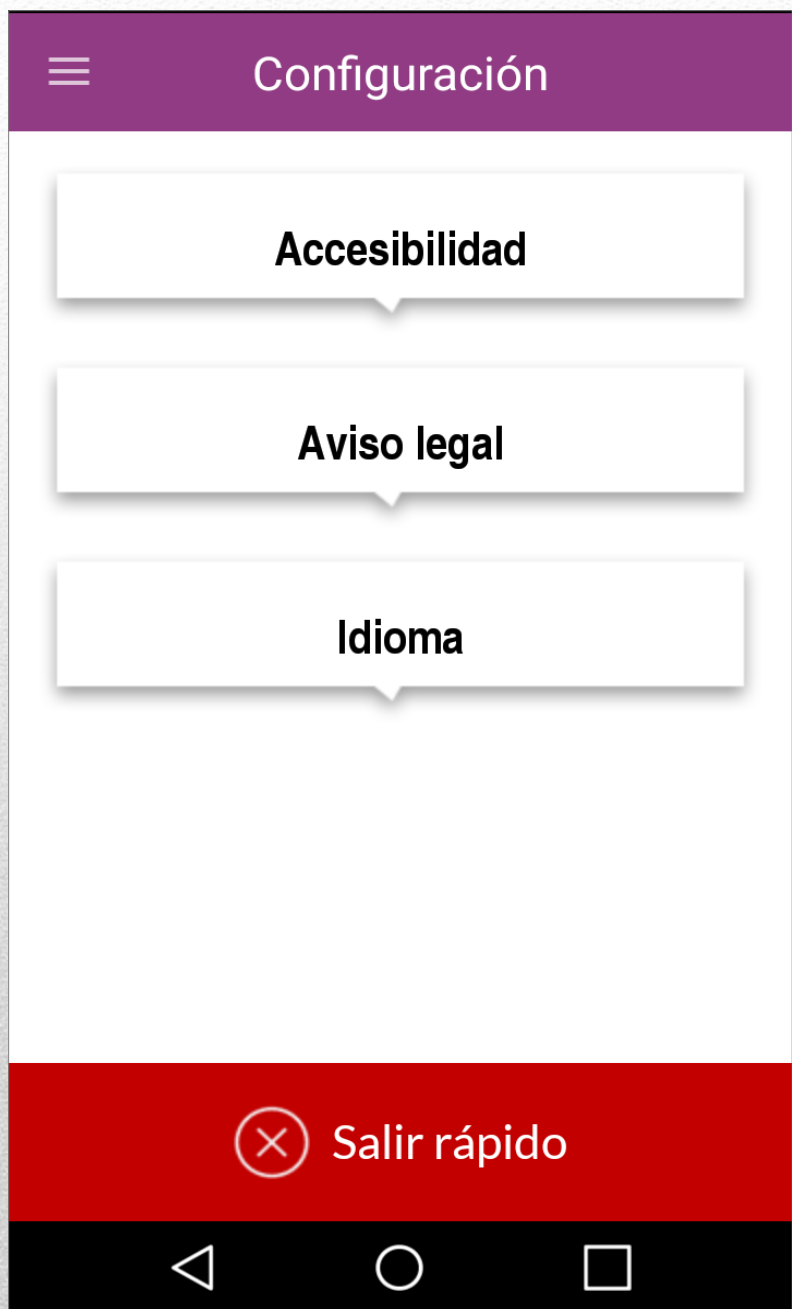 Configuración
Accesibilidad
Aviso legal
Idioma
Salir rápido